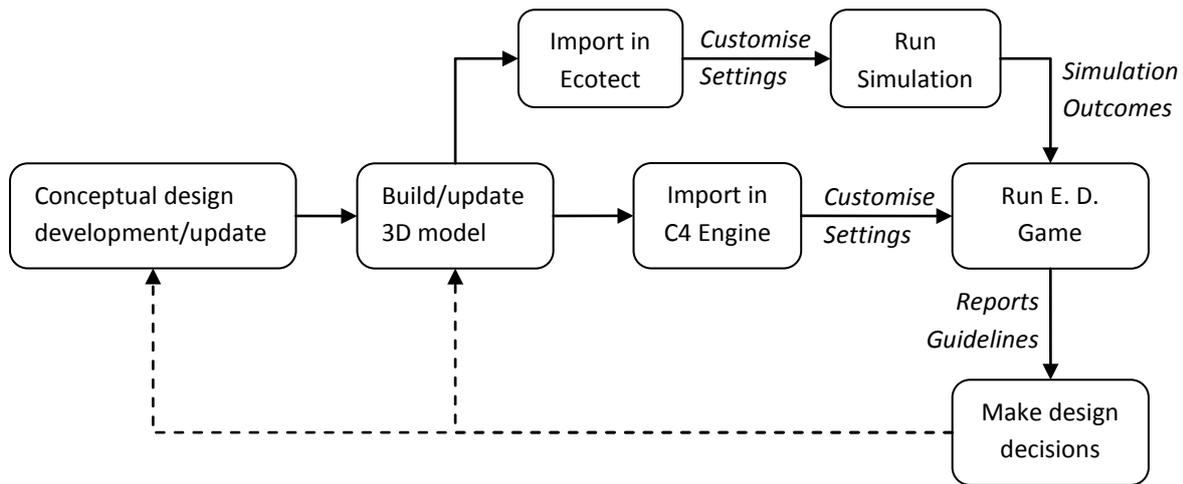 Import in
Ecotect
Customise
Settings
Run
Simulation
Simulation
Outcomes
Conceptual design
development/update
Build/update
3D model
Import in
C4 Engine
Customise
Settings
Run E. D.
Game
Reports
Guidelines
Make design
decisions